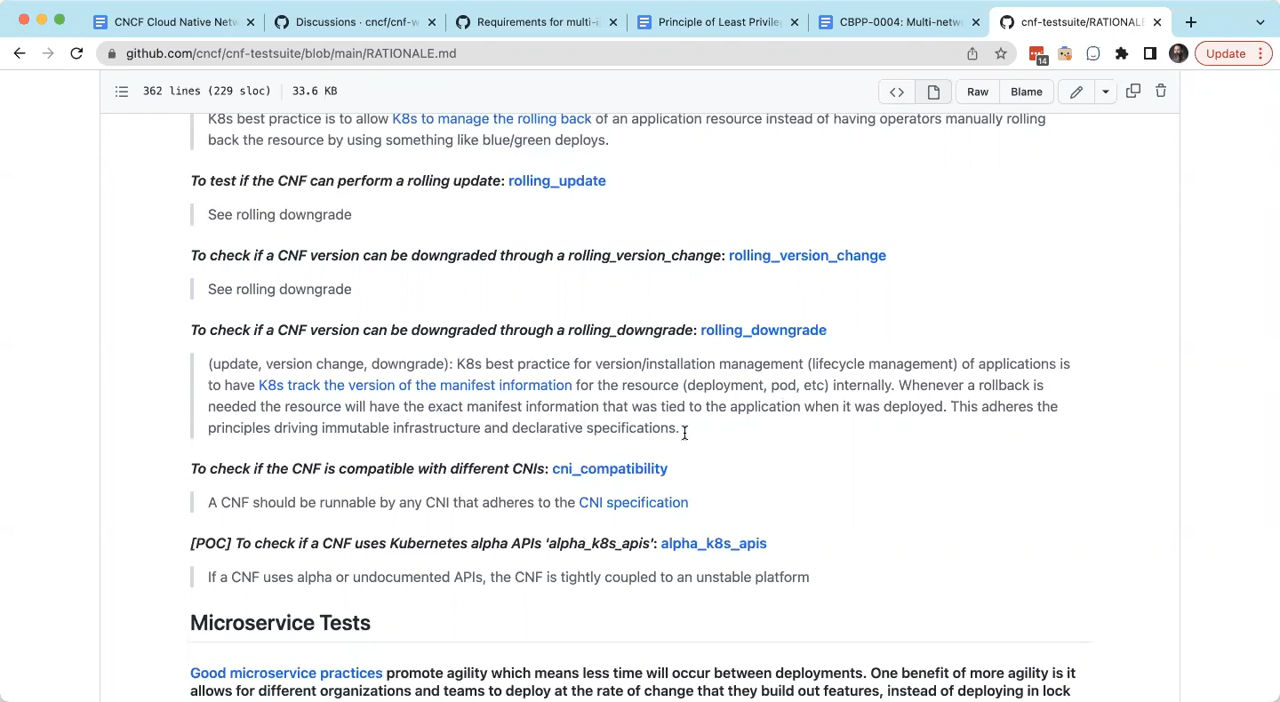 CNCF Cloud Native Netw
Discussions · cncf/cnf-w
Requirements for multi-i
Principle of Least Privileg
CBPP-0004: Multi-netw
cnf-testsuite/RATIONALE
github.com/cncf/cnf-testsuite/blob/main/RATIONALE.md
14
Update
362 lines (229 sloc)
33.6 KB
Raw
Blame
K8s best practice is to allow K8s to manage the rolling back of an application resource instead of having operators manually rolling
back the resource by using something like blue/green deploys.
To test if the CNF can perform a rolling update: rolling_update
See rolling downgrade
To check if a CNF version can be downgraded through a rolling_version_change: rolling_version_change
See rolling downgrade
To check if a CNF version can be downgraded through a rolling_downgrade: rolling_downgrade
(update, version change, downgrade): K8s best practice for version/installation management (lifecycle management) of applications is
to have K8s track the version of the manifest information for the resource (deployment, pod, etc) internally. Whenever a rollback is
needed the resource will have the exact manifest information that was tied to the application when it was deployed. This adheres the
principles driving immutable infrastructure and declarative specifications.
To check if the CNF is compatible with different CNIs: cni_compatibility
A CNF should be runnable by any CNI that adheres to the CNI specification
[POC] To check if a CNF uses Kubernetes alpha APIs 'alpha_k8s_apis': alpha_k8s_apis
If a CNF uses alpha or undocumented APIs, the CNF is tightly coupled to an unstable platform
Microservice Tests
Good microservice practices promote agility which means less time will occur between deployments. One benefit of more agility is it
allows for different organizations and teams to deploy at the rate of change that they build out features, instead of deploying in lock